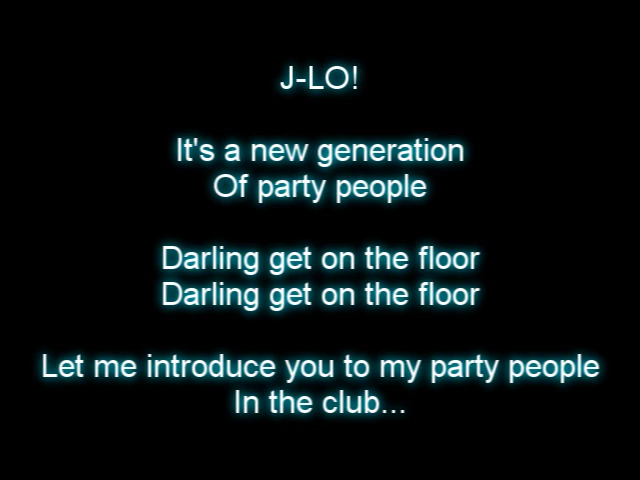 J-LO!
It's a new generation
Of party people
Darling get on the floor
Darling get on the floor
Let me introduce you to my party people
In the club...